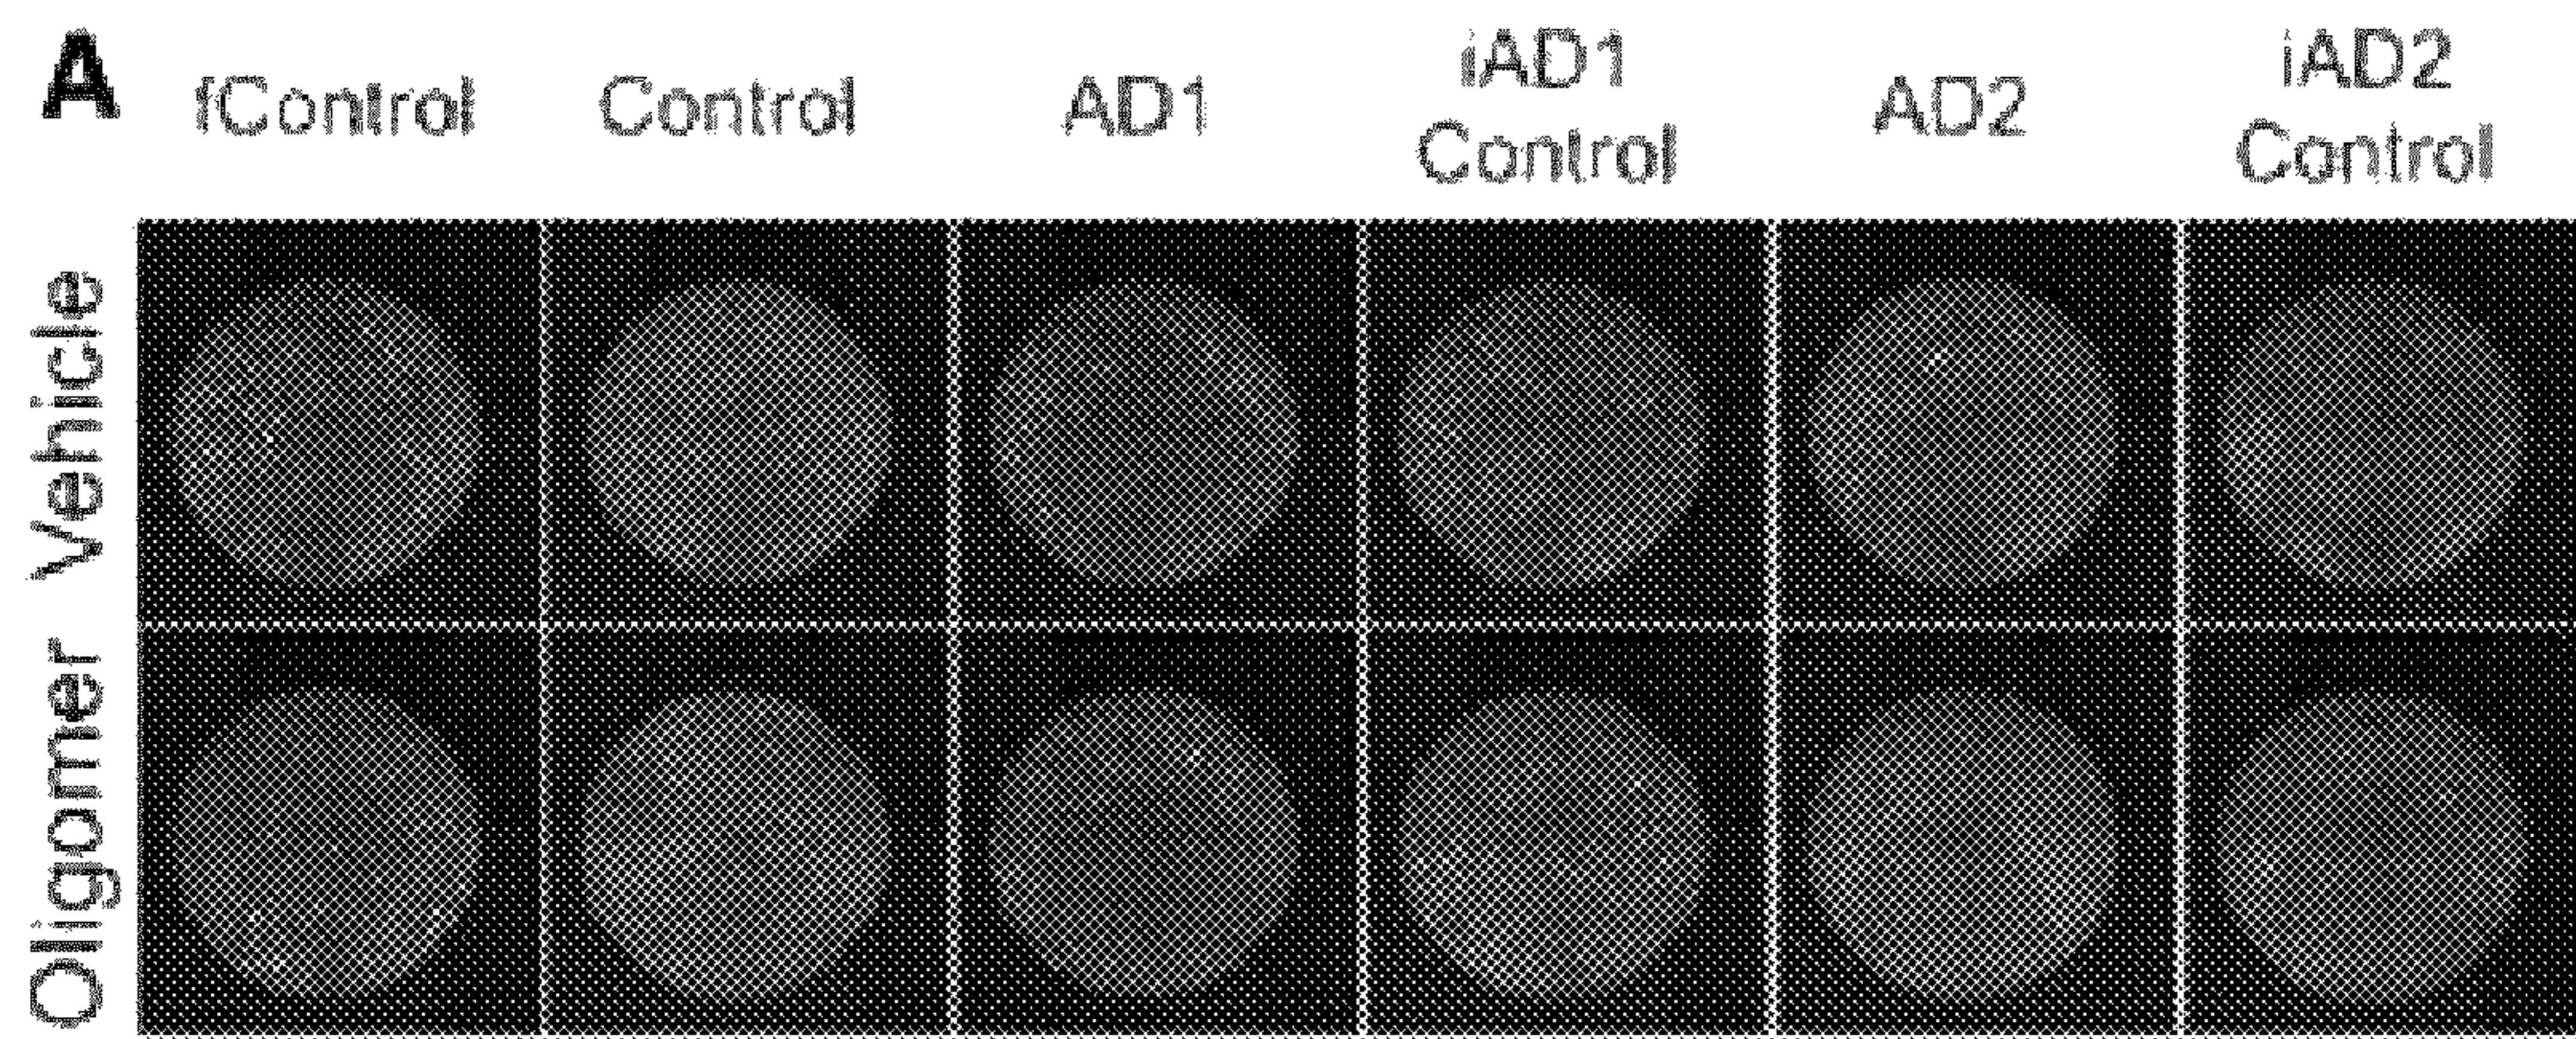 A
fControl
Control
AD1
iAD1
Control
AD2
iAD2
Control
Vehicle
Oligomer